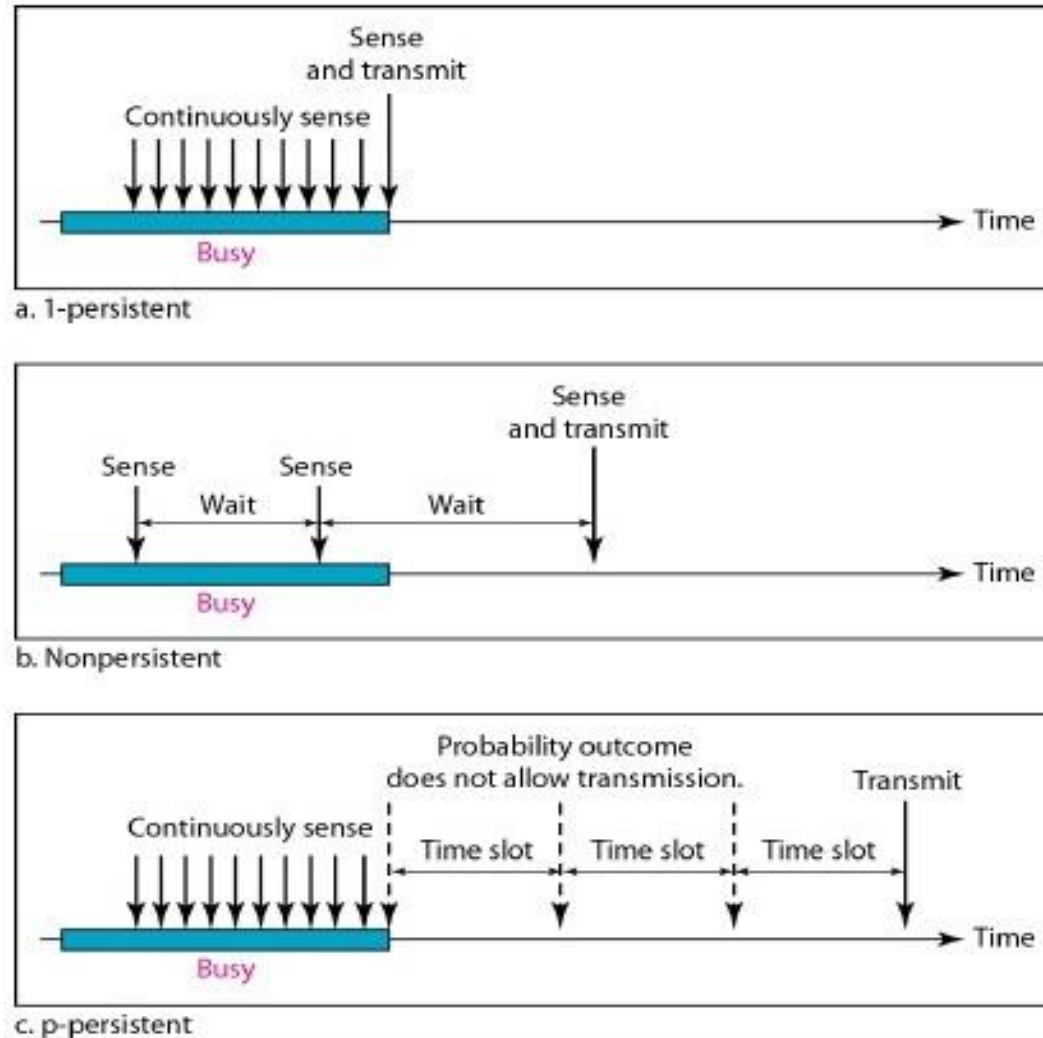 Sense
and transmit
Continuously sense
Time
Busy
a. 1-persistent
Sense
and transmit
Sense
Sense
Wait
Wait
Time
Busy
b. Nonpersistent
Probability outcome
does not allow transmission.
Transmit
Continuously sense
Time slot
Time slot
Time slot
Time
Busy
c. p-persistent